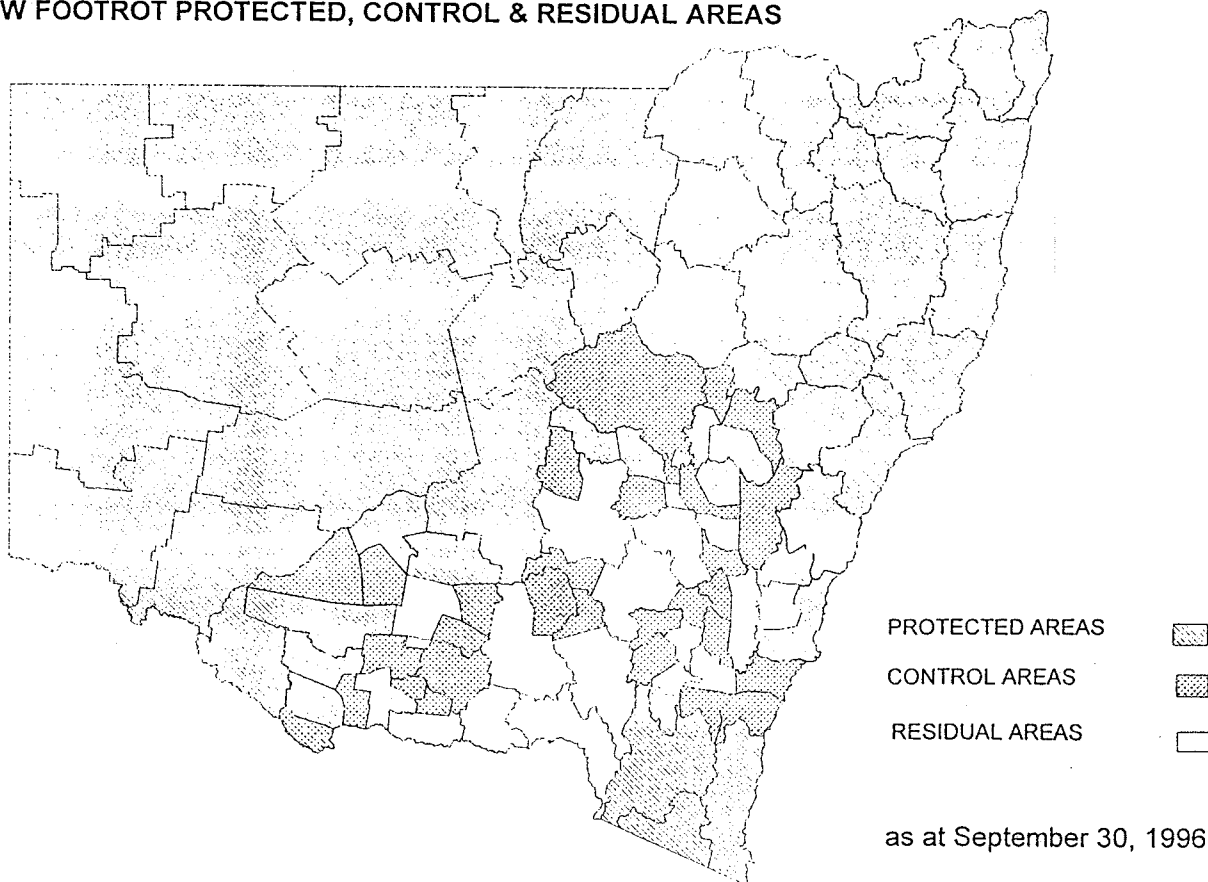 W FOOTROT PROTECTED, CONTROL & RESIDUAL AREAS
PROTECTED AREAS
CONTROL AREAS
RESIDUAL AREAS
as at September 30, 1996